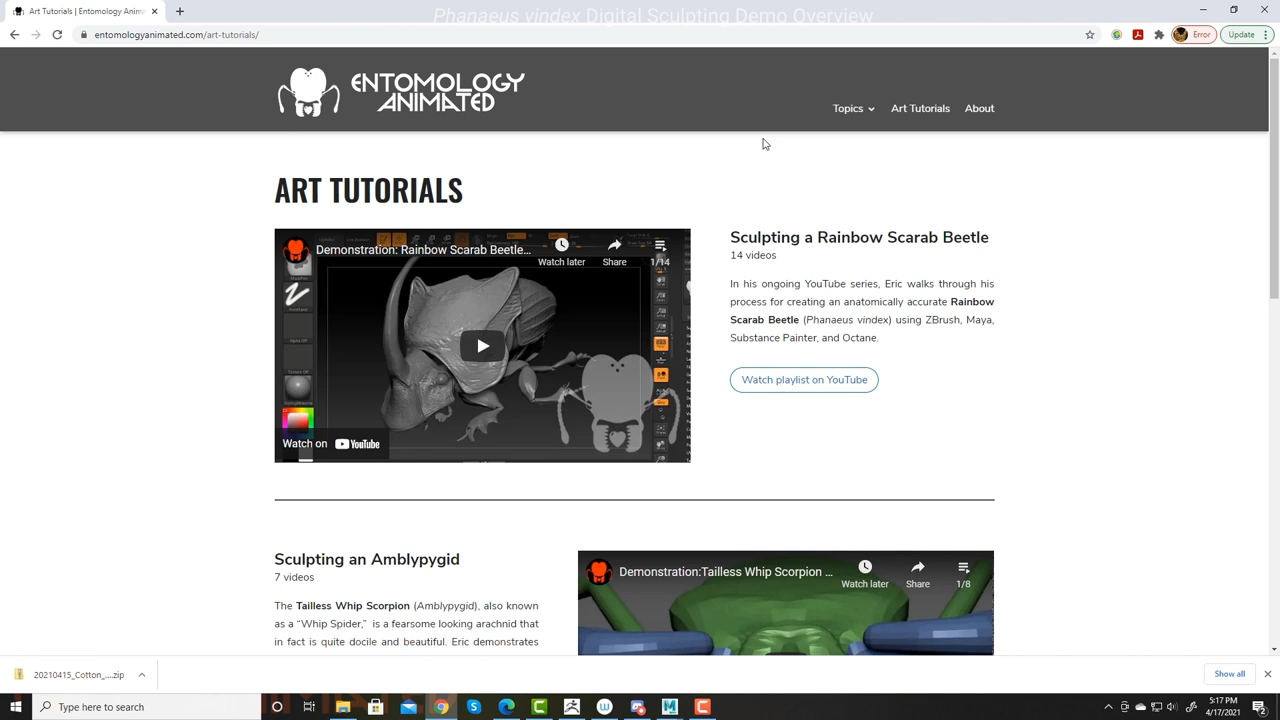 Art Tutorials | Entomology Anima
Phanaeus vindex Digital Sculpting Demo Overview
entomologyanimated.com/art-tutorials/
Error
Update
ENTOMOLOGY
ANIMATED
Topics
Art Tutorials
About
ART TUTORIALS
Demonstration: Rainbow Scarab Beetle...
Watch later
Share
1/14
Watch on YouTube
Sculpting a Rainbow Scarab Beetle
14 videos
In his ongoing YouTube series, Eric walks through his
process for creating an anatomically accurate Rainbow
Scarab Beetle (Phanaeus vindex) using ZBrush, Maya,
Substance Painter, and Octane.
Watch playlist on YouTube
Sculpting an Amblypygid
7 videos
The Tailless Whip Scorpion (Amblypygid), also known
as a “Whip Spider,” is a fearsome looking arachnid that
in fact is quite docile and beautiful. Eric demonstrates
Demonstration:Tailless Whip Scorpion ...
Watch later
Share
1/8
20210415_Cotton_....zip
Show all
Type here to search
5:17 PM
4/17/2021